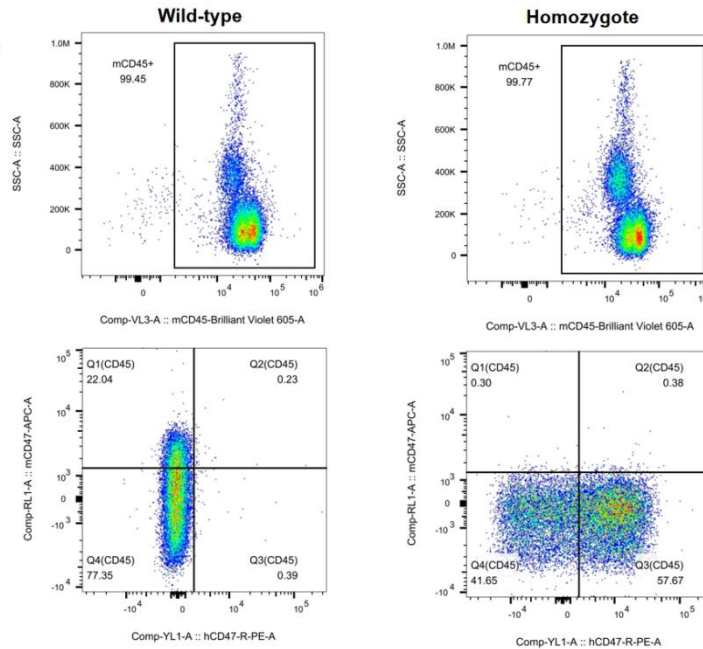 Wild-type
Homozygote
1.0M
800K
600K
400K
200K
0
mCD45+
99.45
SSC-A :: SSC-A
0
10^4
10^5
10^6
Comp-VL3-A :: mCD45-Brilliant Violet 605-A
1.0M
800K
600K
400K
200K
0
mCD45+
99.77
SSC-A :: SSC-A
0
10^4
10^5
Comp-VL3-A :: mCD45-Brilliant Violet 605-A
10^5
10^4
10^3
0
-10^3
-10^4
Q1(CD45)
22.04
Q2(CD45)
0.23
Q4(CD45)
77.35
Q3(CD45)
0.39
Comp-RL1-A :: mCD47-APC-A
-10^4
0
10^4
10^5
Comp-YL1-A :: hCD47-R-PE-A
10^5
10^4
10^3
0
-10^3
-10^4
Q1(CD45)
0.30
Q2(CD45)
0.38
Q4(CD45)
41.65
Q3(CD45)
57.67
Comp-RL1-A :: mCD47-APC-A
-10^4
0
10^4
10^5
Comp-YL1-A :: hCD47-R-PE-A